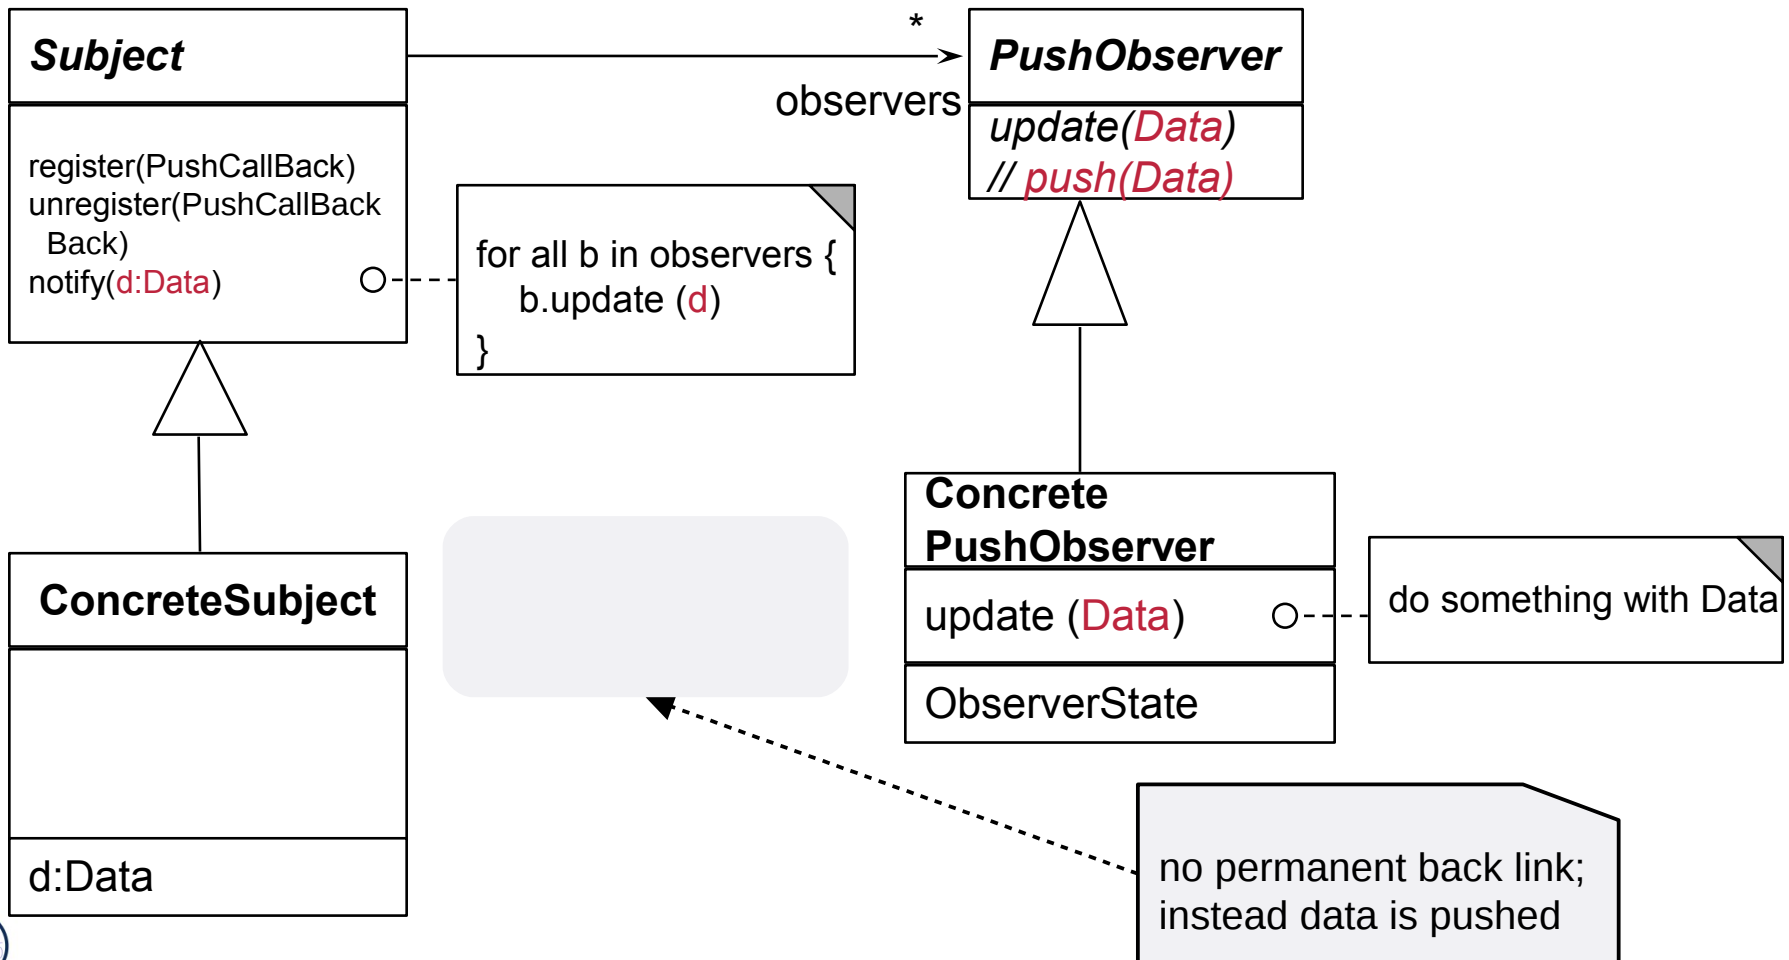 Subject
register(PushCallBack)
unregister(PushCallBack
Back)
notify(d:Data)
*
observers
PushObserver
update(Data)
// push(Data)
for all b in observers {
b.update (d)
}
ConcreteSubject
d:Data
Concrete
PushObserver
update (Data)
ObserverState
do something with Data
no permanent back link;
instead data is pushed